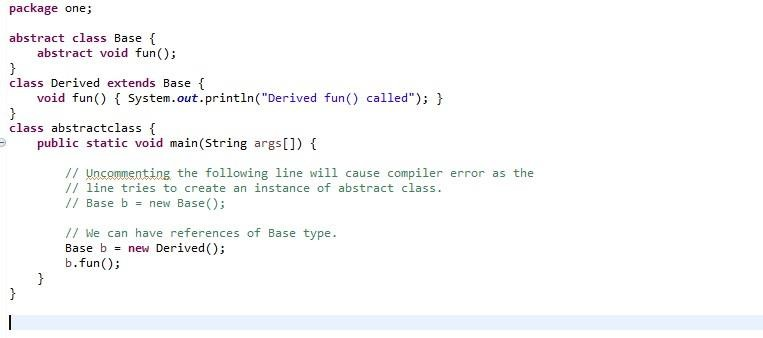 package one;
abstract class Base {
abstract void fun();
}
class Derived extends Base {
void fun() { System.out.println("Derived fun() called"); }
}
class abstractclass {
public static void main(String args[]) {
// Uncommenting the following line will cause compiler error as the
// line tries to create an instance of abstract class.
// Base b = new Base();
// We can have references of Base type.
Base b = new Derived();
b.fun();
}
}